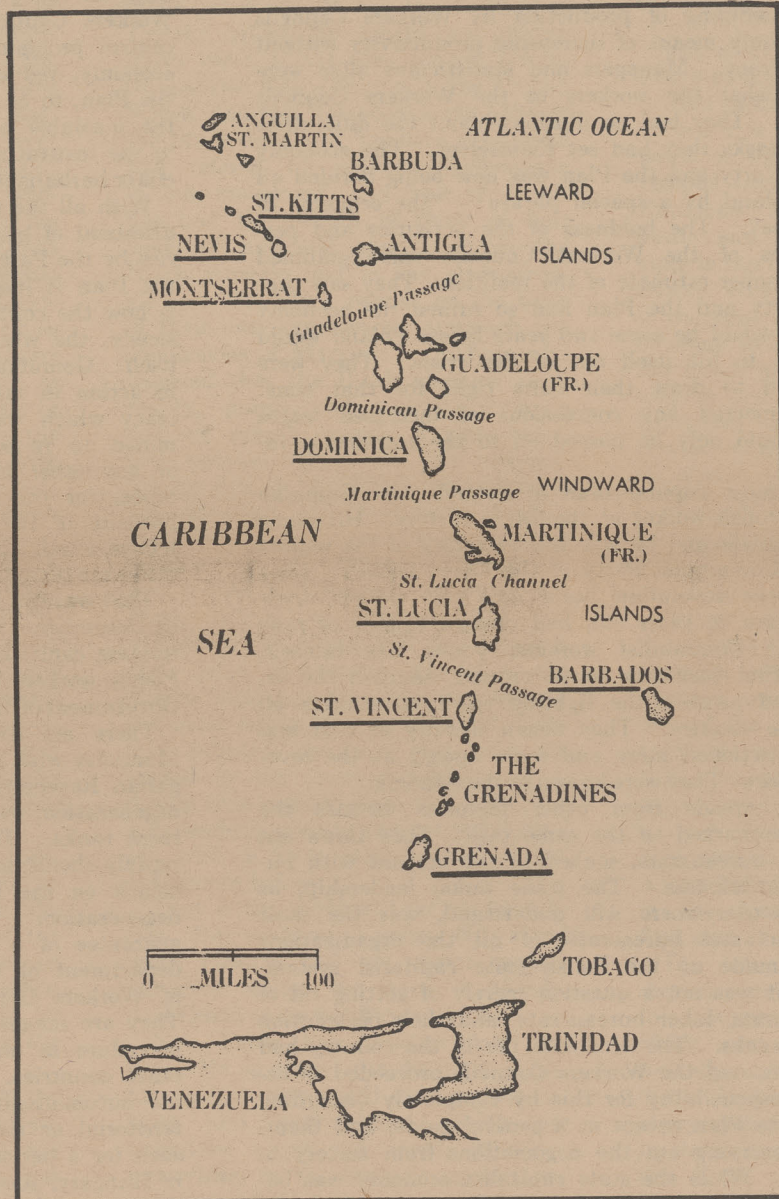 ANGUILLA
ST. MARTIN
ATLANTIC OCEAN
BARBUDA
LEEWARD
ST. KITTS
NEVIS
ANTIGUA
ISLANDS
MONTSERRAT
Guadeloupe Passage
GUADELOUPE
(FR.)
Dominican Passage
DOMINICA
Martinique Passage
WINDWARD
CARIBBEAN
MARTINIQUE
(FR.)
St. Lucia Channel
ST. LUCIA
ISLANDS
SEA
St. Vincent Passage
BARBADOS
ST. VINCENT
THE
GRENADINES
GRENADA
0 MILES 100
TOBAGO
TRINIDAD
VENEZUELA